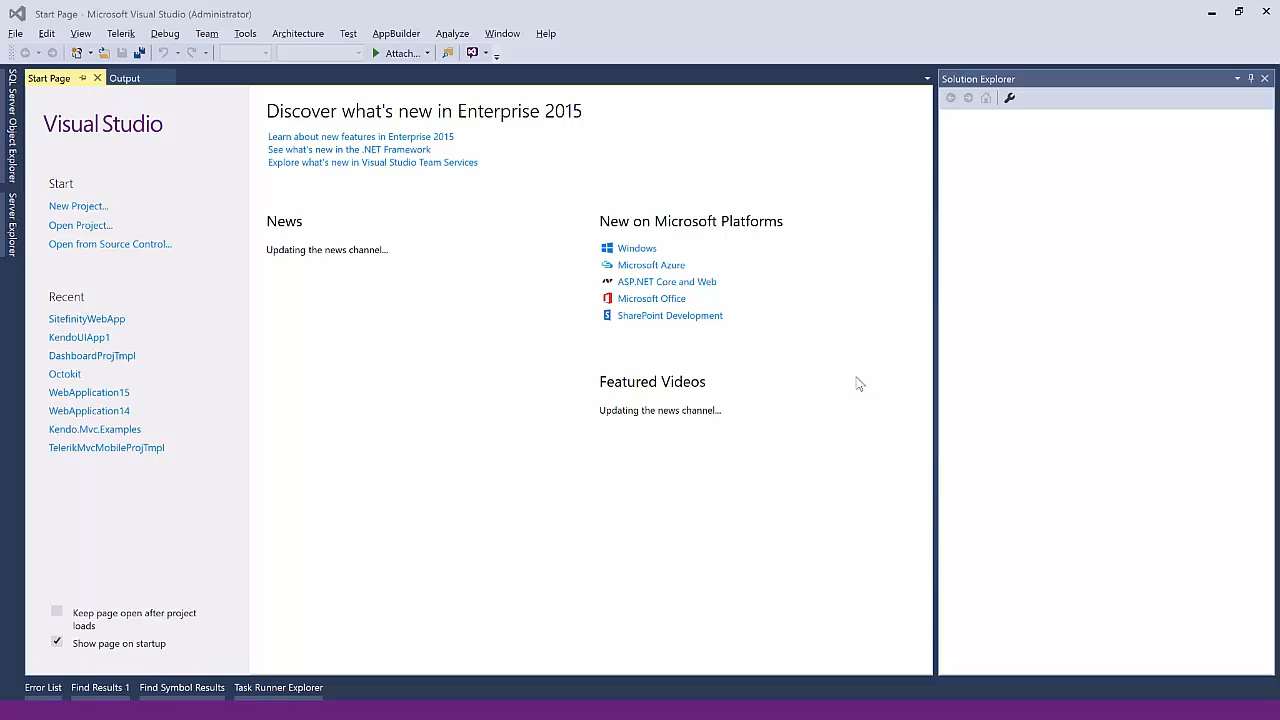 Start Page - Microsoft Visual Studio (Administrator)
File Edit View Telerik Debug Team Tools Architecture Test AppBuilder Analyze Window Help
Attach...
SQL Server Object Explorer
Server Explorer
Start Page
Output
Visual Studio
Start
New Project...
Open Project...
Open from Source Control...
Recent
SitefinityWebApp
KendoUIApp1
DashboardProjTmpl
Octokit
WebApplication15
WebApplication14
Kendo.Mvc.Examples
TelerikMvcMobileProjTmpl
Keep page open after project
loads
Show page on startup
Discover what's new in Enterprise 2015
Learn about new features in Enterprise 2015
See what's new in the .NET Framework
Explore what's new in Visual Studio Team Services
News
Updating the news channel...
New on Microsoft Platforms
Windows
Microsoft Azure
ASP.NET Core and Web
Microsoft Office
SharePoint Development
Featured Videos
Updating the news channel...
Solution Explorer
Error List Find Results 1 Find Symbol Results Task Runner Explorer